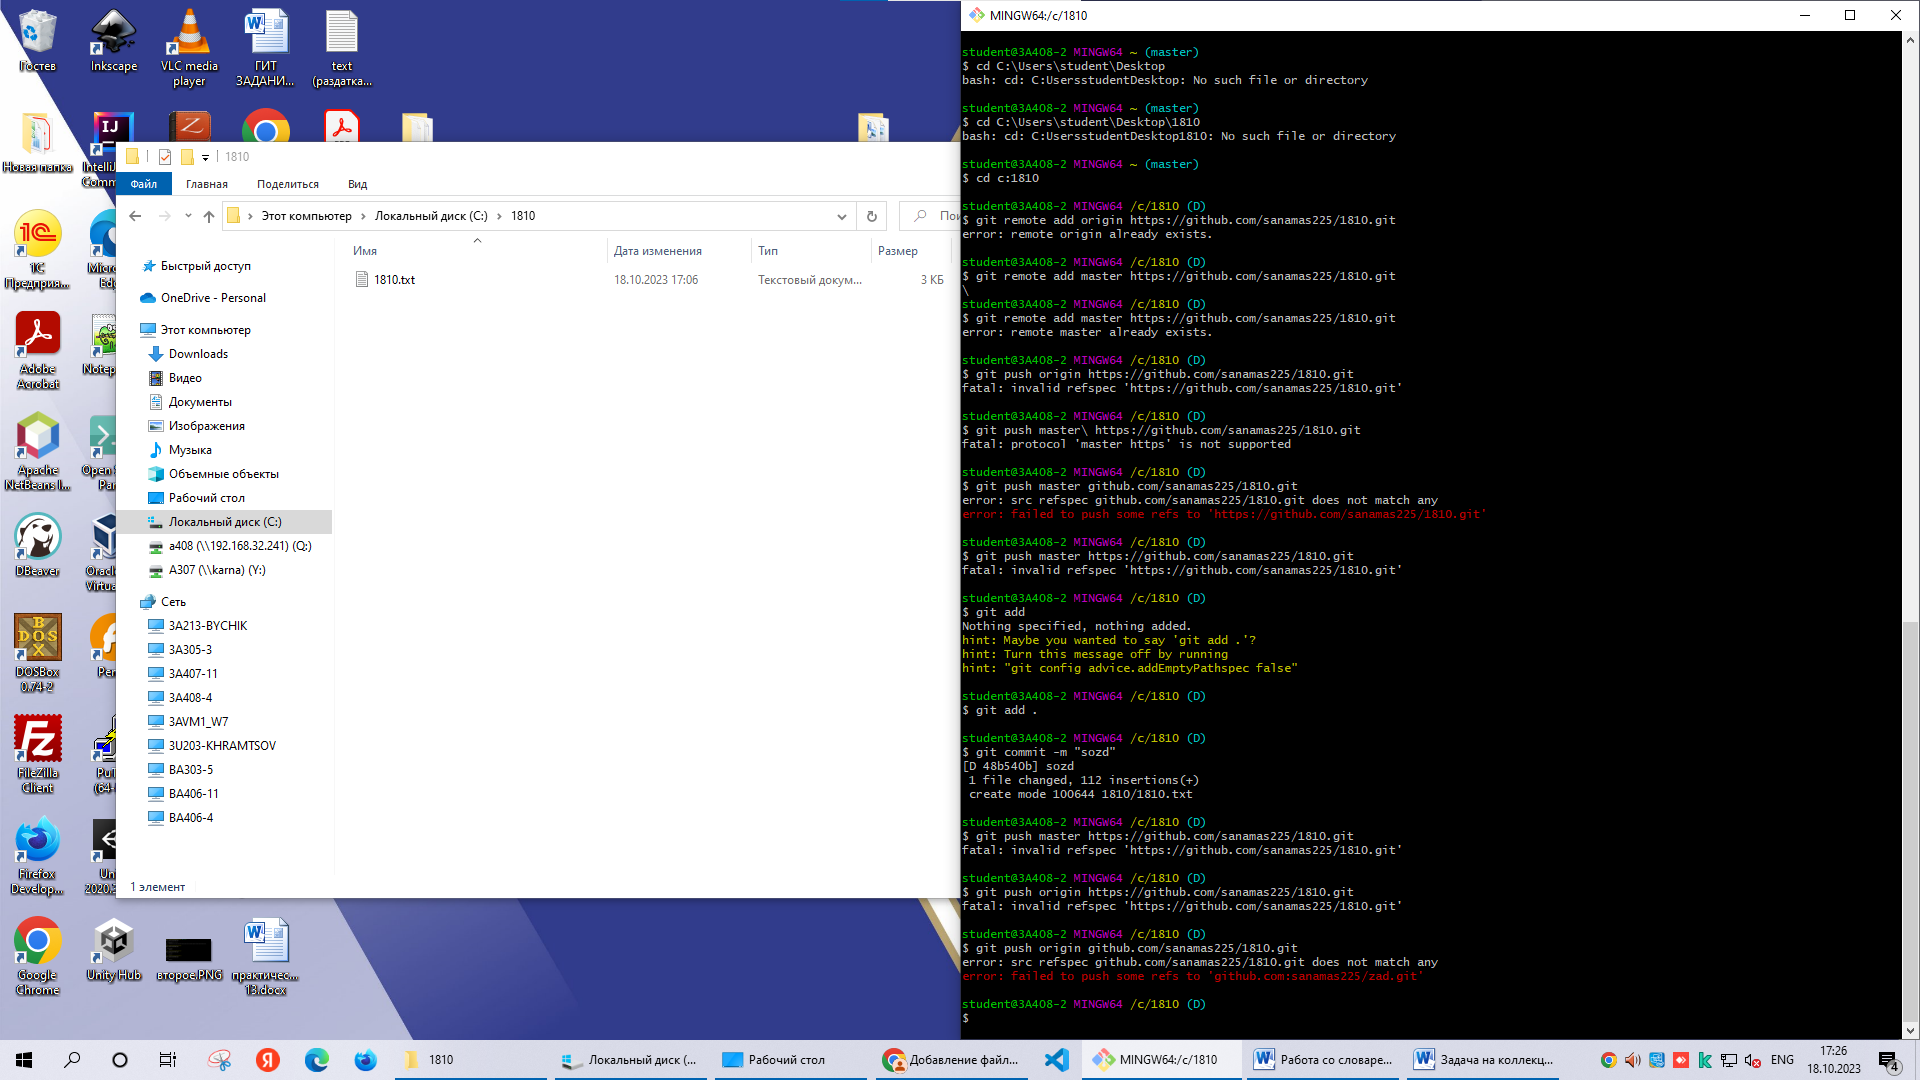 Гостев
Inkscape
VLC media
player
ГИТ
ЗАДАНИ...
text
(раздатка...
Новая папка
IntelliJ
Comm
1С
Предприя...
Micro
Edg
Adobe
Acrobat
Notep
Apache
NetBeans I...
Open S
Par
DBeaver
Oracl
Virtua
DOSBox
0.74-2
Per
FileZilla
Client
PuT
(64-
Firefox
Develop...
Un
2020.
Google
Chrome
Unity Hub
второе.PNG
практичес...
13.docx
1810
Файл
Главная
Поделиться
Вид
Этот компьютер
Локальный диск (C:)
1810
Пои
Имя
Дата изменения
Тип
Размер
1810.txt
18.10.2023 17:06
Текстовый докум...
3 КБ
Быстрый доступ
OneDrive - Personal
Этот компьютер
Downloads
Видео
Документы
Изображения
Музыка
Объемные объекты
Рабочий стол
Локальный диск (C:)
a408 (\\192.168.32.241) (Q:)
A307 (\\karna) (Y:)
Сеть
3A213-BYCHIK
3A305-3
3A407-11
3A408-4
3AVM1_W7
3U203-KHRAMTSOV
BA303-5
BA406-11
BA406-4
1 элемент
MINGW64:/c/1810
student@3A408-2 MINGW64 ~ (master)
$ cd C:\Users\student\Desktop
bash: cd: C:UsersstudentDesktop: No such file or directory
student@3A408-2 MINGW64 ~ (master)
$ cd C:\Users\student\Desktop\1810
bash: cd: C:UsersstudentDesktop1810: No such file or directory
student@3A408-2 MINGW64 ~ (master)
$ cd c:1810
student@3A408-2 MINGW64 /c/1810 (D)
$ git remote add origin https://github.com/sanamas225/1810.git
error: remote origin already exists.
student@3A408-2 MINGW64 /c/1810 (D)
$ git remote add master https://github.com/sanamas225/1810.git
\
student@3A408-2 MINGW64 /c/1810 (D)
$ git remote add master https://github.com/sanamas225/1810.git
error: remote master already exists.
student@3A408-2 MINGW64 /c/1810 (D)
$ git push origin https://github.com/sanamas225/1810.git
fatal: invalid refspec 'https://github.com/sanamas225/1810.git'
student@3A408-2 MINGW64 /c/1810 (D)
$ git push master\ https://github.com/sanamas225/1810.git
fatal: protocol 'master https' is not supported
student@3A408-2 MINGW64 /c/1810 (D)
$ git push master github.com/sanamas225/1810.git
error: src refspec github.com/sanamas225/1810.git does not match any
error: failed to push some refs to 'https://github.com/sanamas225/1810.git'
student@3A408-2 MINGW64 /c/1810 (D)
$ git push master https://github.com/sanamas225/1810.git
fatal: invalid refspec 'https://github.com/sanamas225/1810.git'
student@3A408-2 MINGW64 /c/1810 (D)
$ git add
Nothing specified, nothing added.
hint: Maybe you wanted to say 'git add .'?
hint: Turn this message off by running
hint: "git config advice.addEmptyPathspec false"
student@3A408-2 MINGW64 /c/1810 (D)
$ git add .
student@3A408-2 MINGW64 /c/1810 (D)
$ git commit -m "sozd"
[D 48b540b] sozd
1 file changed, 112 insertions(+)
create mode 100644 1810/1810.txt
student@3A408-2 MINGW64 /c/1810 (D)
$ git push master https://github.com/sanamas225/1810.git
fatal: invalid refspec 'https://github.com/sanamas225/1810.git'
student@3A408-2 MINGW64 /c/1810 (D)
$ git push origin https://github.com/sanamas225/1810.git
fatal: invalid refspec 'https://github.com/sanamas225/1810.git'
student@3A408-2 MINGW64 /c/1810 (D)
$ git push origin github.com/sanamas225/1810.git
error: src refspec github.com/sanamas225/1810.git does not match any
error: failed to push some refs to 'github.com:sanamas225/zad.git'
student@3A408-2 MINGW64 /c/1810 (D)
$
1810
Локальный диск (...
Рабочий стол
Добавление файл...
MINGW64:/c/1810
Работа со словаре...
Задача на коллекц...
ENG
17:26
18.10.2023
4